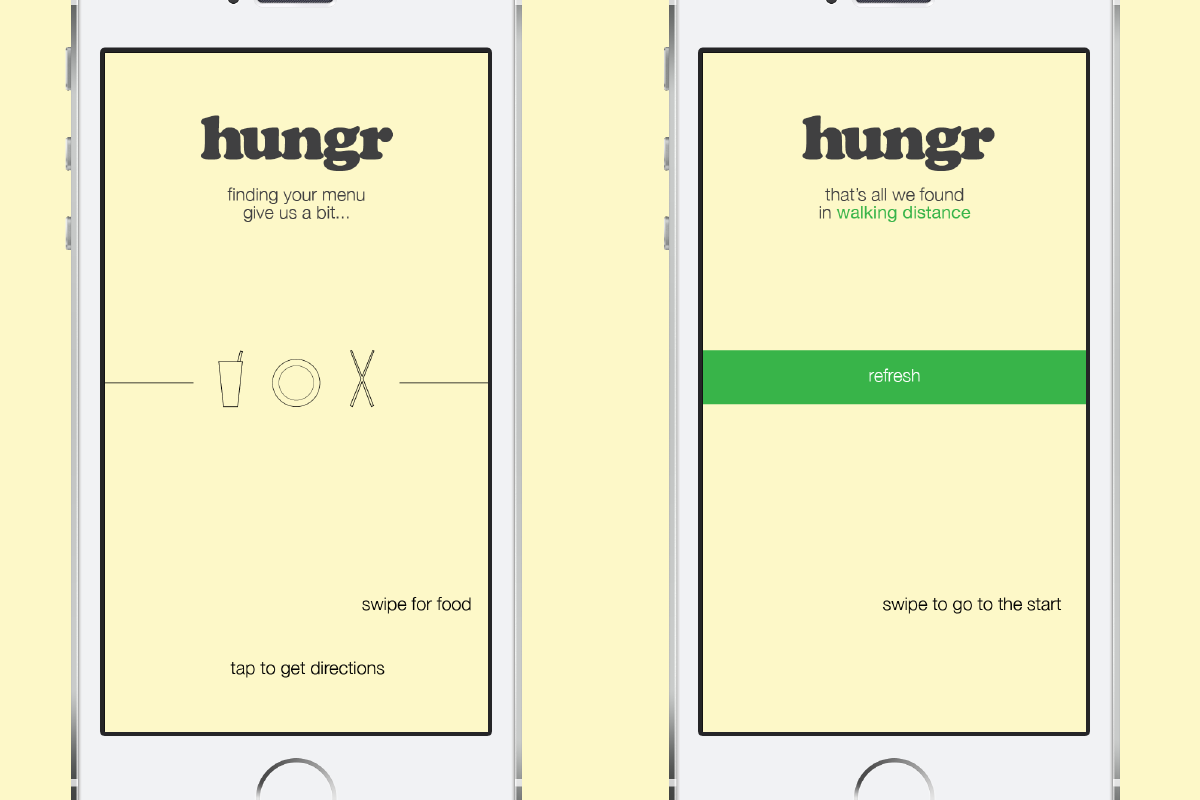 hungr
finding your menu
give us a bit...
swipe for food
tap to get directions
hungr
that's all we found
in walking distance
refresh
swipe to go to the start